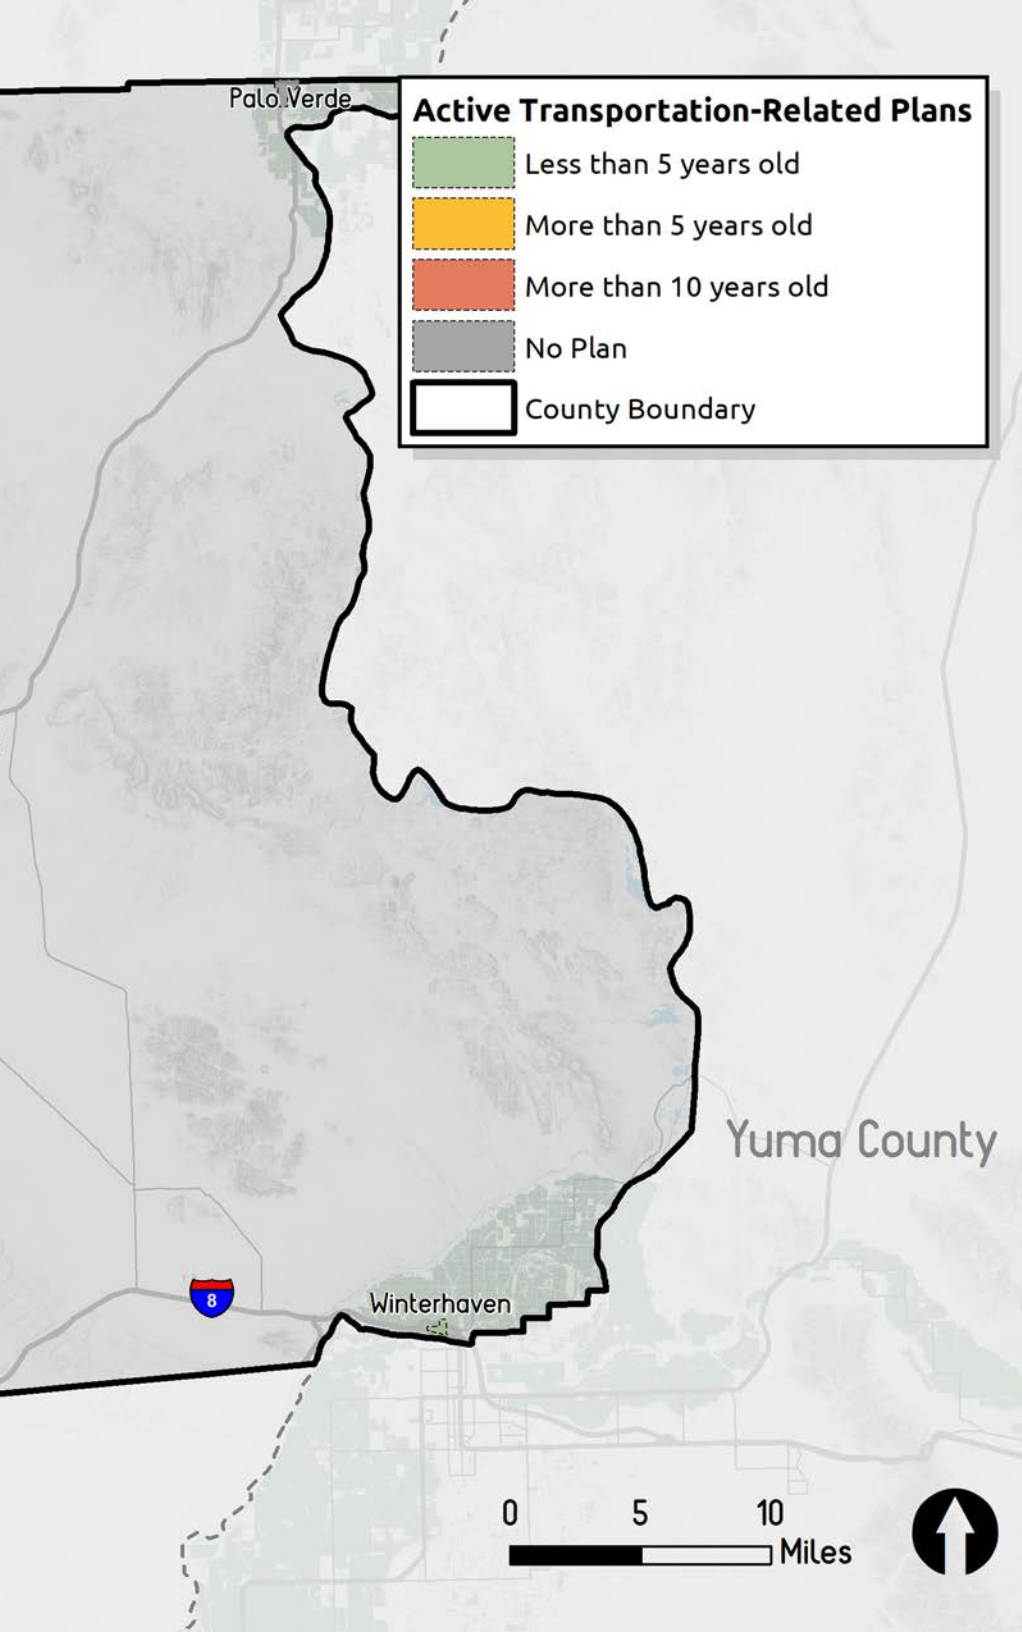 Palo Verde
Active Transportation-Related Plans
Less than 5 years old
More than 5 years old
More than 10 years old
No Plan
County Boundary
Yuma County
8
Winterhaven
0 5 10
Miles